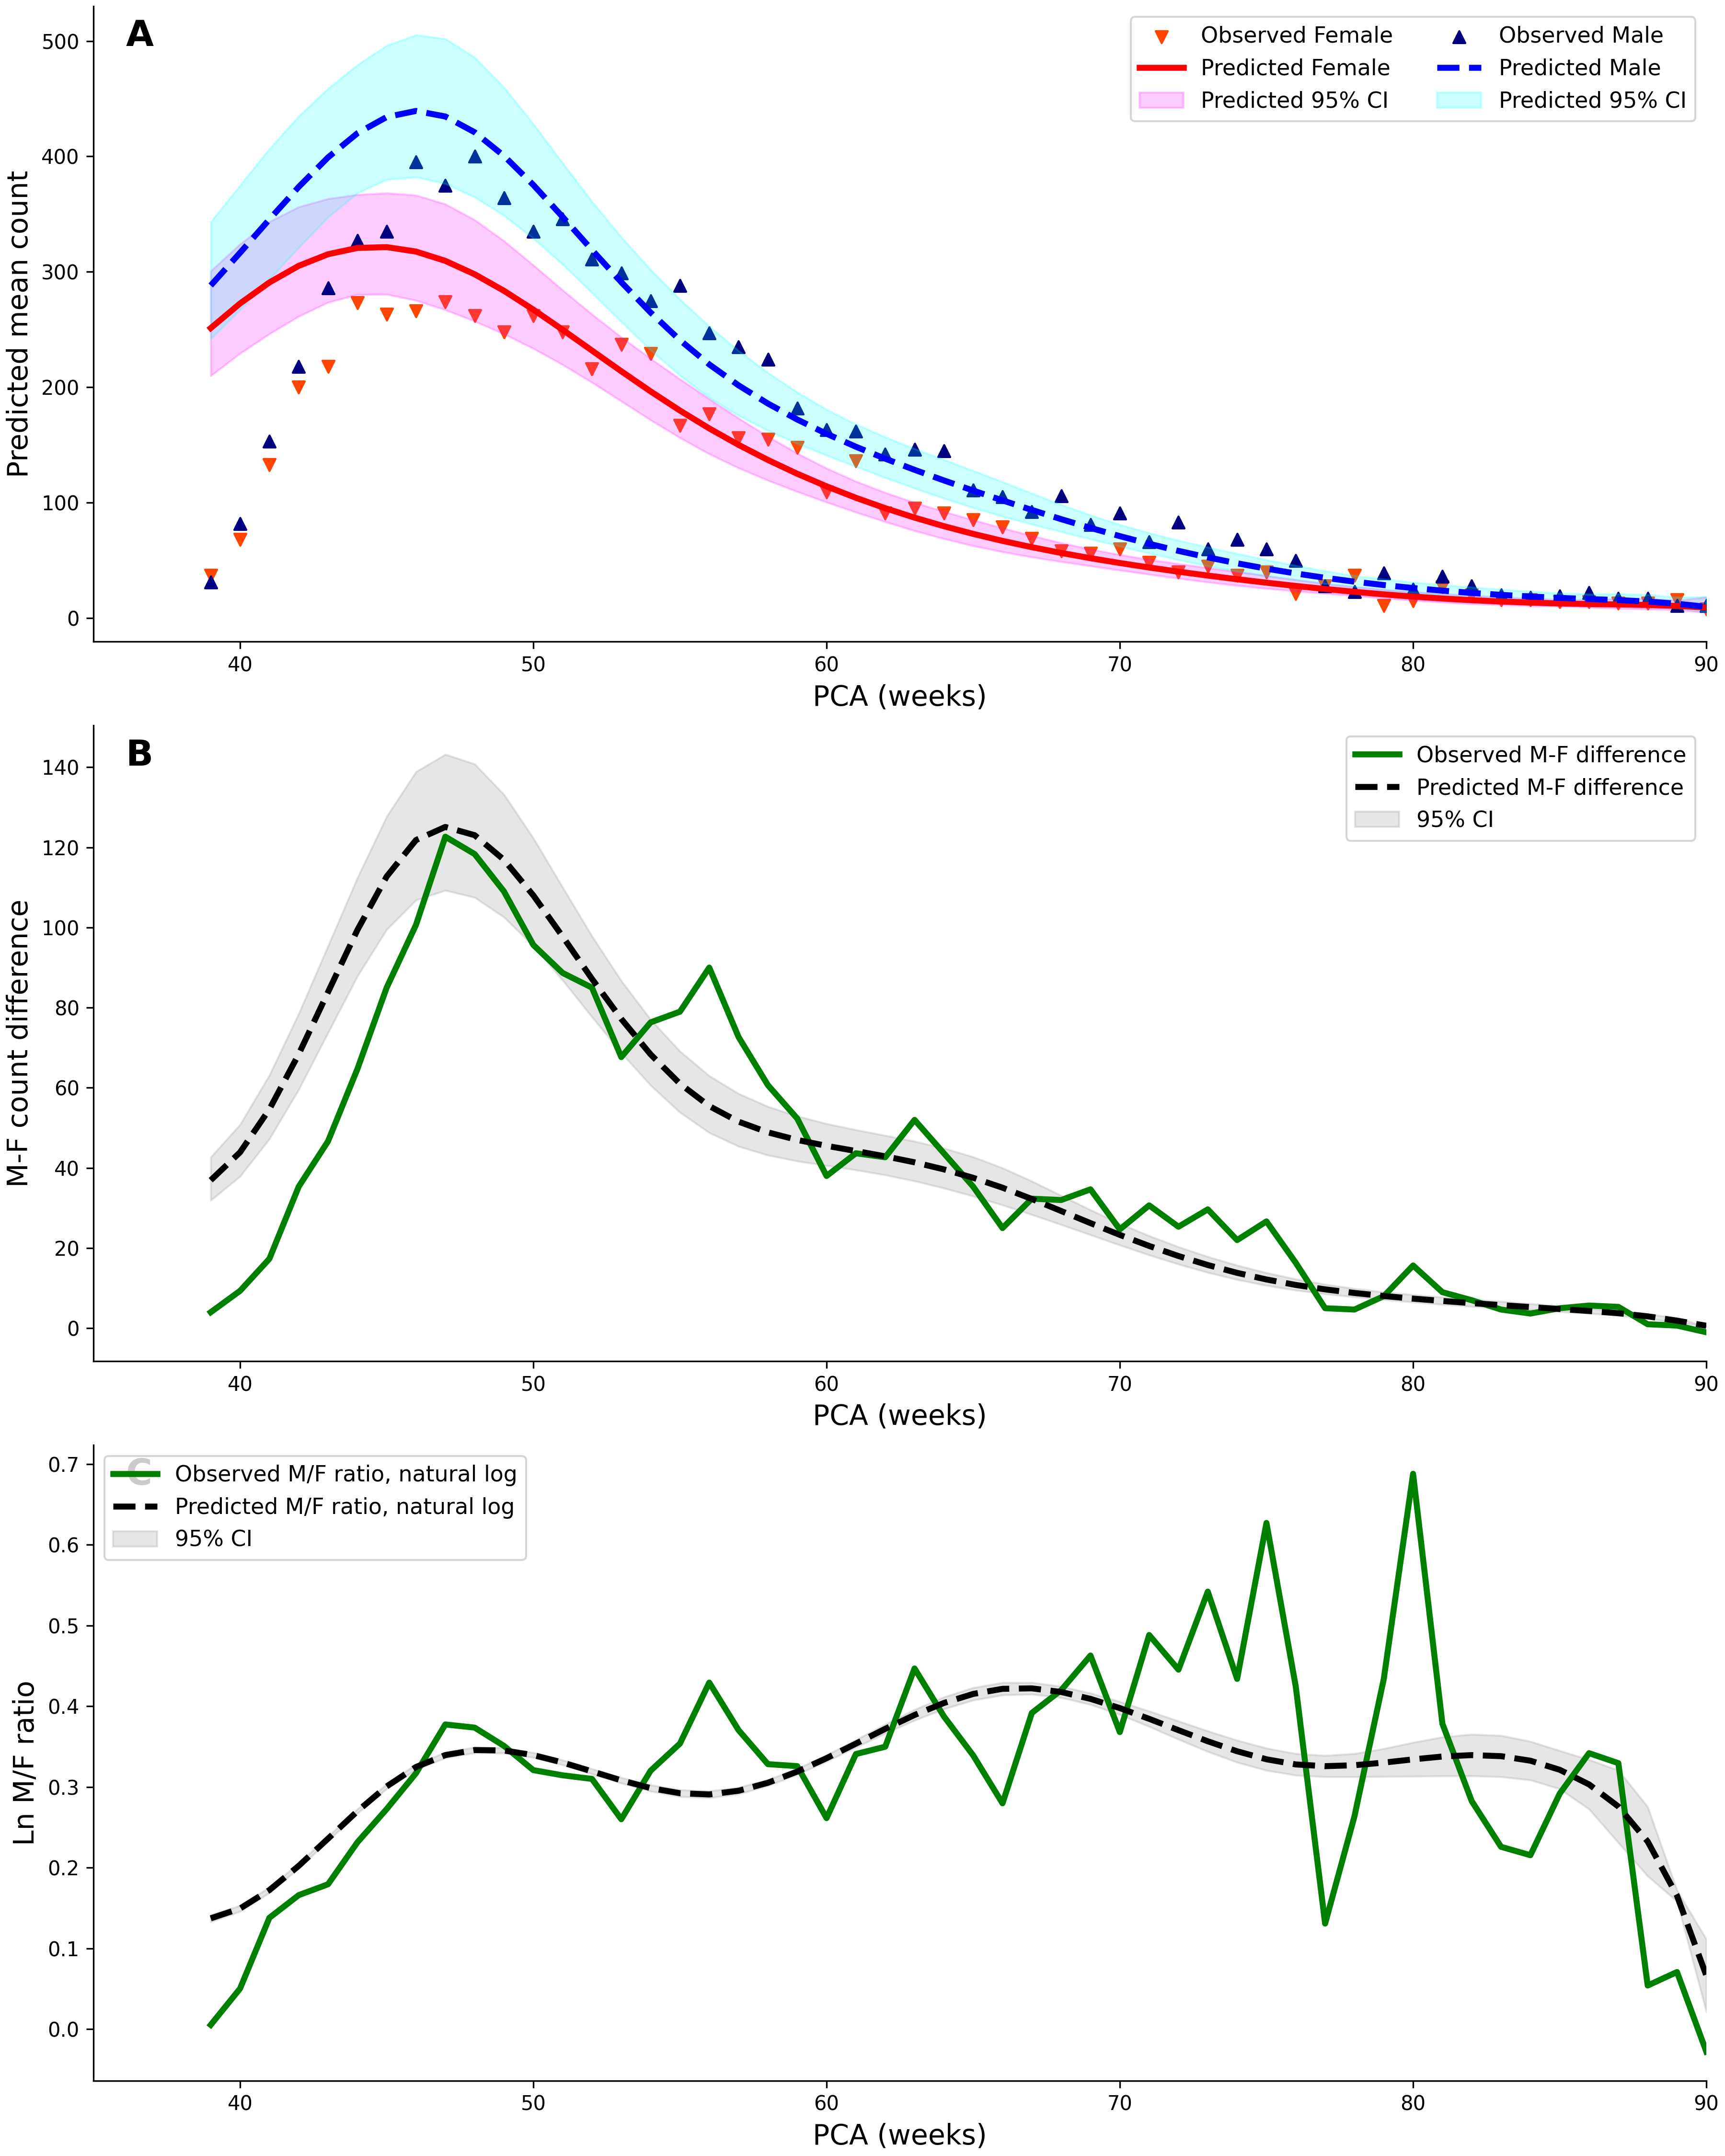 A
Observed Female
Predicted Female
Predicted 95% CI
Observed Male
Predicted Male
Predicted 95% CI
Predicted mean count
500
400
300
200
100
0
40 50 60 70 80 90
PCA (weeks)
B
Observed M-F difference
Predicted M-F difference
95% CI
M-F count difference
140
120
100
80
60
40
20
0
40 50 60 70 80 90
PCA (weeks)
C
Observed M/F ratio, natural log
Predicted M/F ratio, natural log
95% CI
Ln M/F ratio
0.7
0.6
0.5
0.4
0.3
0.2
0.1
0.0
40 50 60 70 80 90
PCA (weeks)